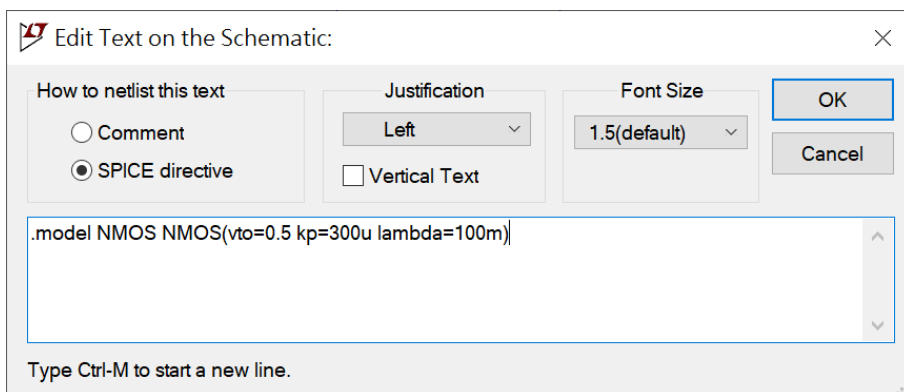 Edit Text on the Schematic:
How to netlist this text
Comment
SPICE directive
Justification
Left
Vertical Text
Font Size
1.5(default)
OK
Cancel
.model NMOS NMOS(vto=0.5 kp=300u lambda=100m)
Type Ctrl-M to start a new line.